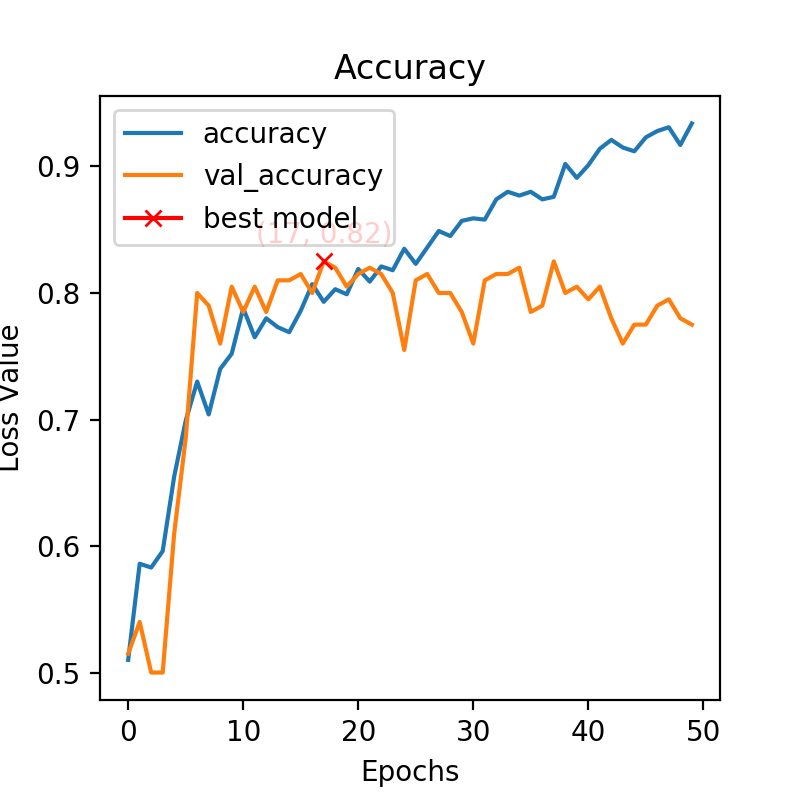 Accuracy
accuracy
val_accuracy
best model
(17, 0.82)
0.9
0.8
0.7
0.6
0.5
Loss Value
0 10 20 30 40 50
Epochs